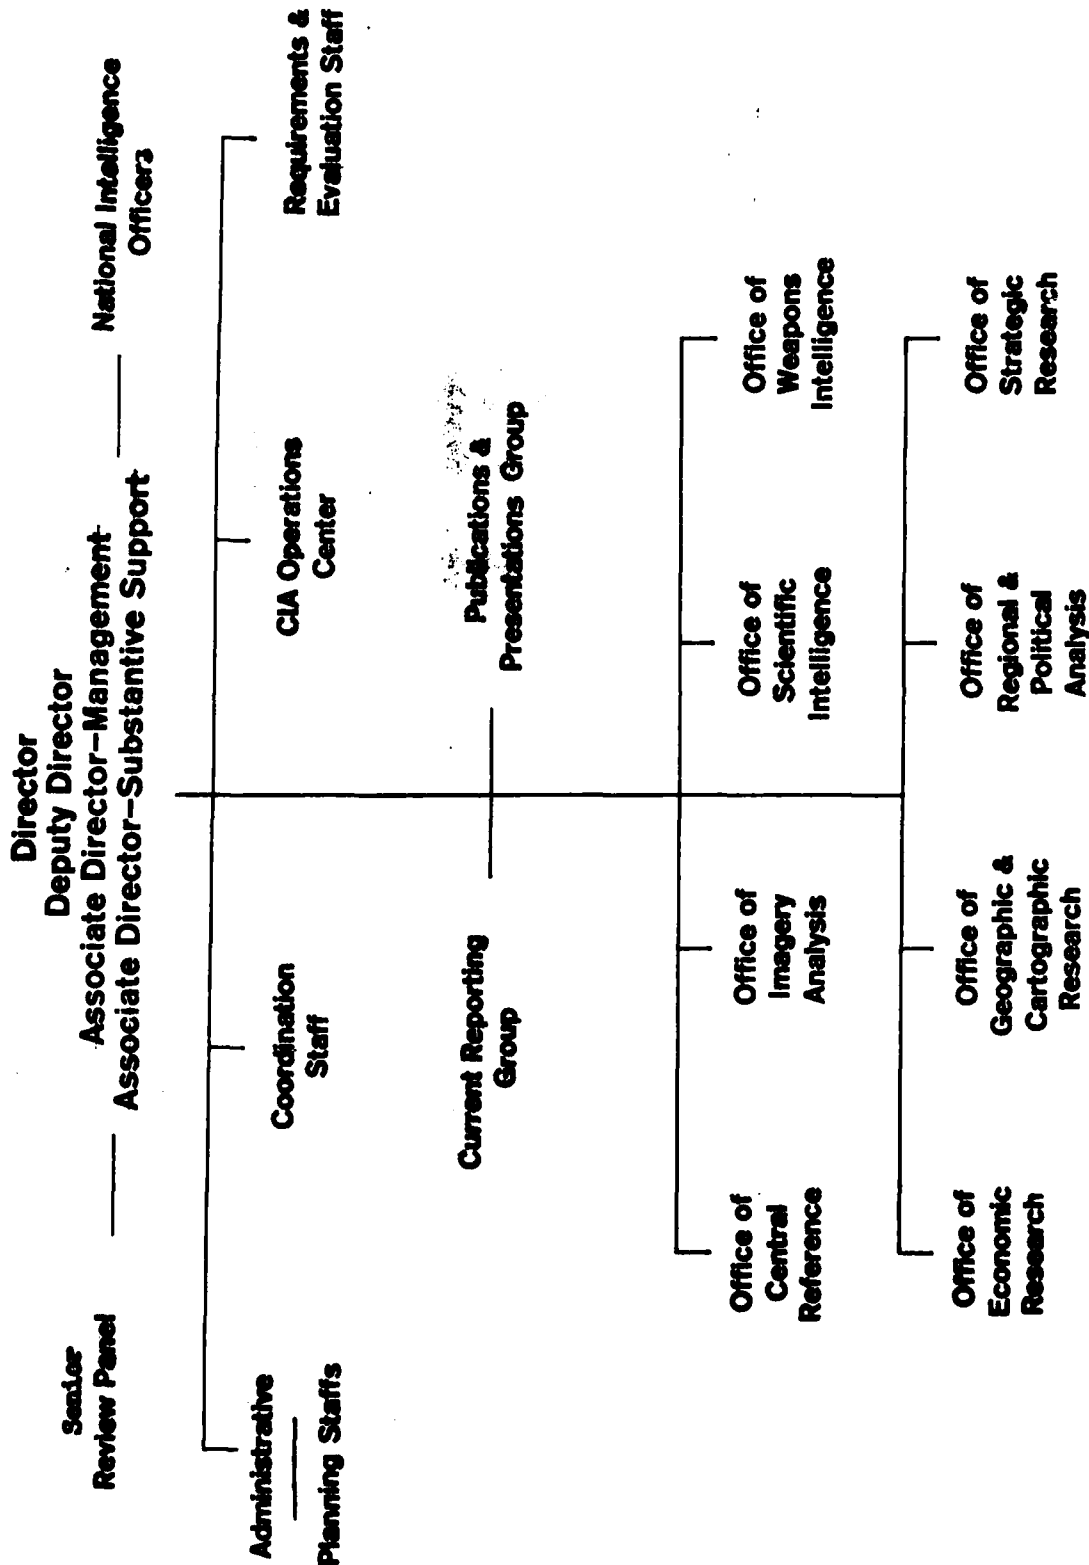 Director
Deputy Director
Associate Director-Management
Associate Director-Substantive Support
Senior
Review Panel
National Intelligence
Officers
Administrative
Planning Staffs
Coordination
Staff
CIA Operations
Center
Requirements &
Evaluation Staff
Current Reporting
Group
Publications &
Presentations Group
Office of
Central
Reference
Office of
Imagery
Analysis
Office of
Scientific
Intelligence
Office of
Weapons
Intelligence
Office of
Economic
Research
Office of
Geographic &
Cartographic
Research
Office of
Regional &
Political
Analysis
Office of
Strategic
Research